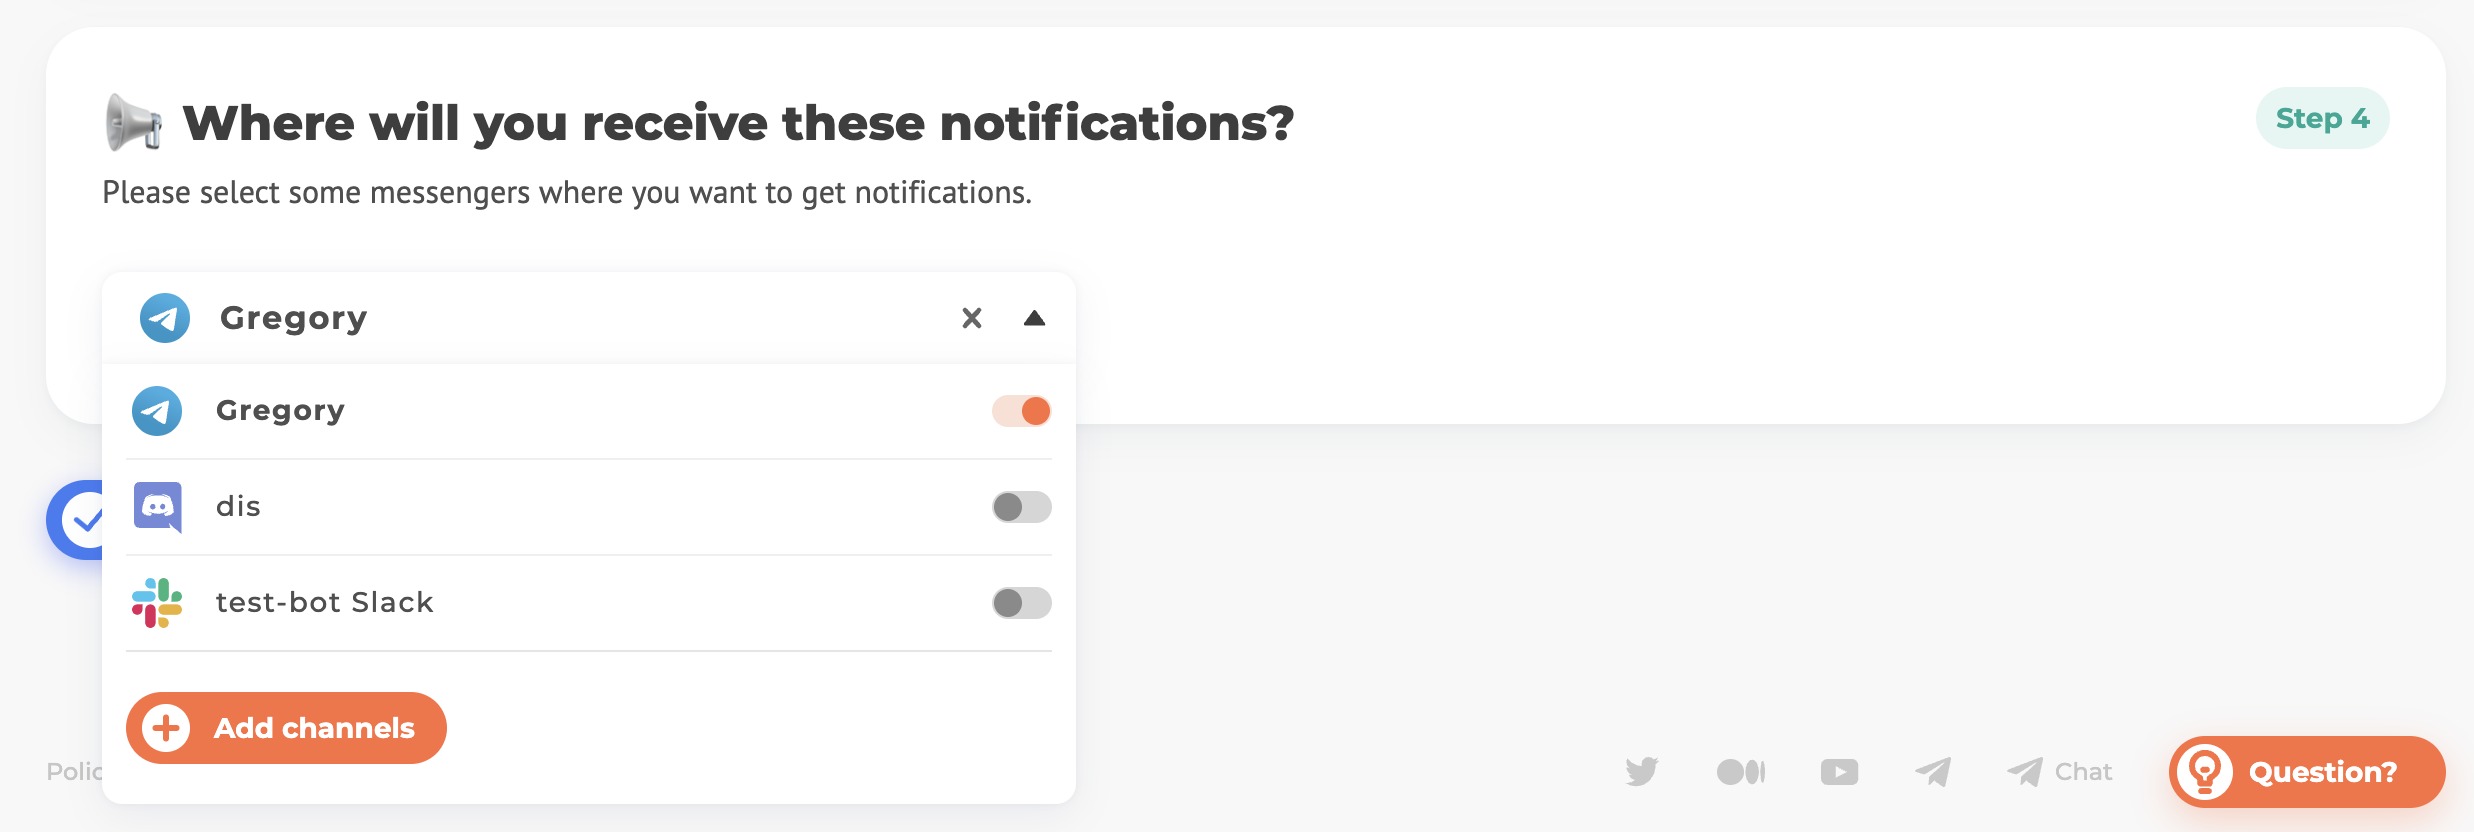 Where will you receive these notifications?
Step 4
Please select some messengers where you want to get notifications.
Gregory
Gregory
dis
test-bot Slack
Add channels
Polic
Chat
Question?